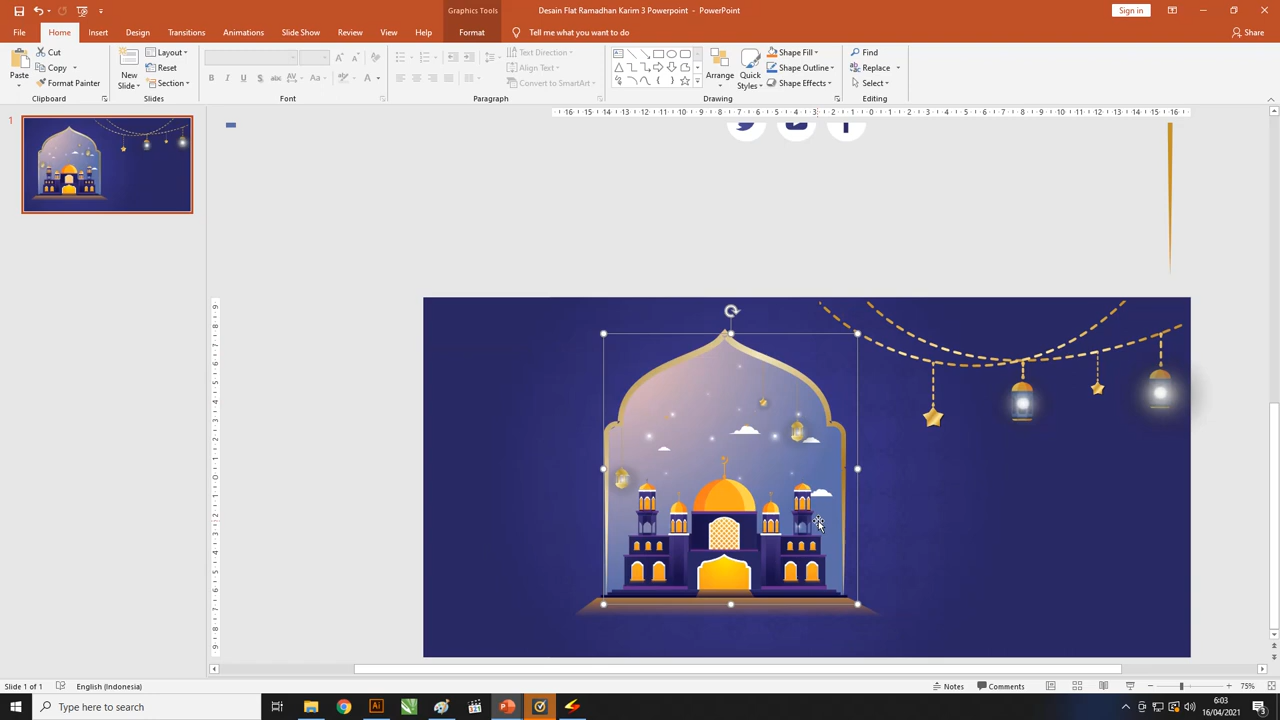 Graphics Tools
Desain Flat Ramadhan Karim 3 Powerpoint - PowerPoint
Sign in
File Home Insert Design Transitions Animations Slide Show Review View Help Format Tell me what you want to do Share
Paste
Cut
Copy
Format Painter
Clipboard
New Slide
Layout
Reset
Section
Slides
Font
Text Direction
Align Text
Convert to SmartArt
Paragraph
Arrange
Quick Styles
Shape Fill
Shape Outline
Shape Effects
Drawing
Find
Replace
Select
Editing
1
Slide 1 of 1
English (Indonesia)
Notes
Comments
75%
Type here to search
6:03
16/04/2021